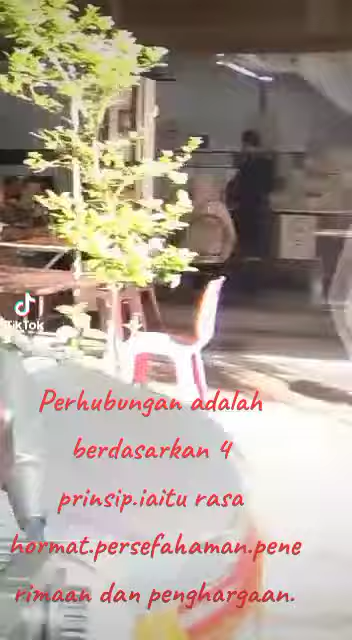 TikTok
Perhubungan adalah
berdasarkan 4
prinsip.iaitu rasa
hormat.persefahaman.pene
rimaan dan penghargaan.